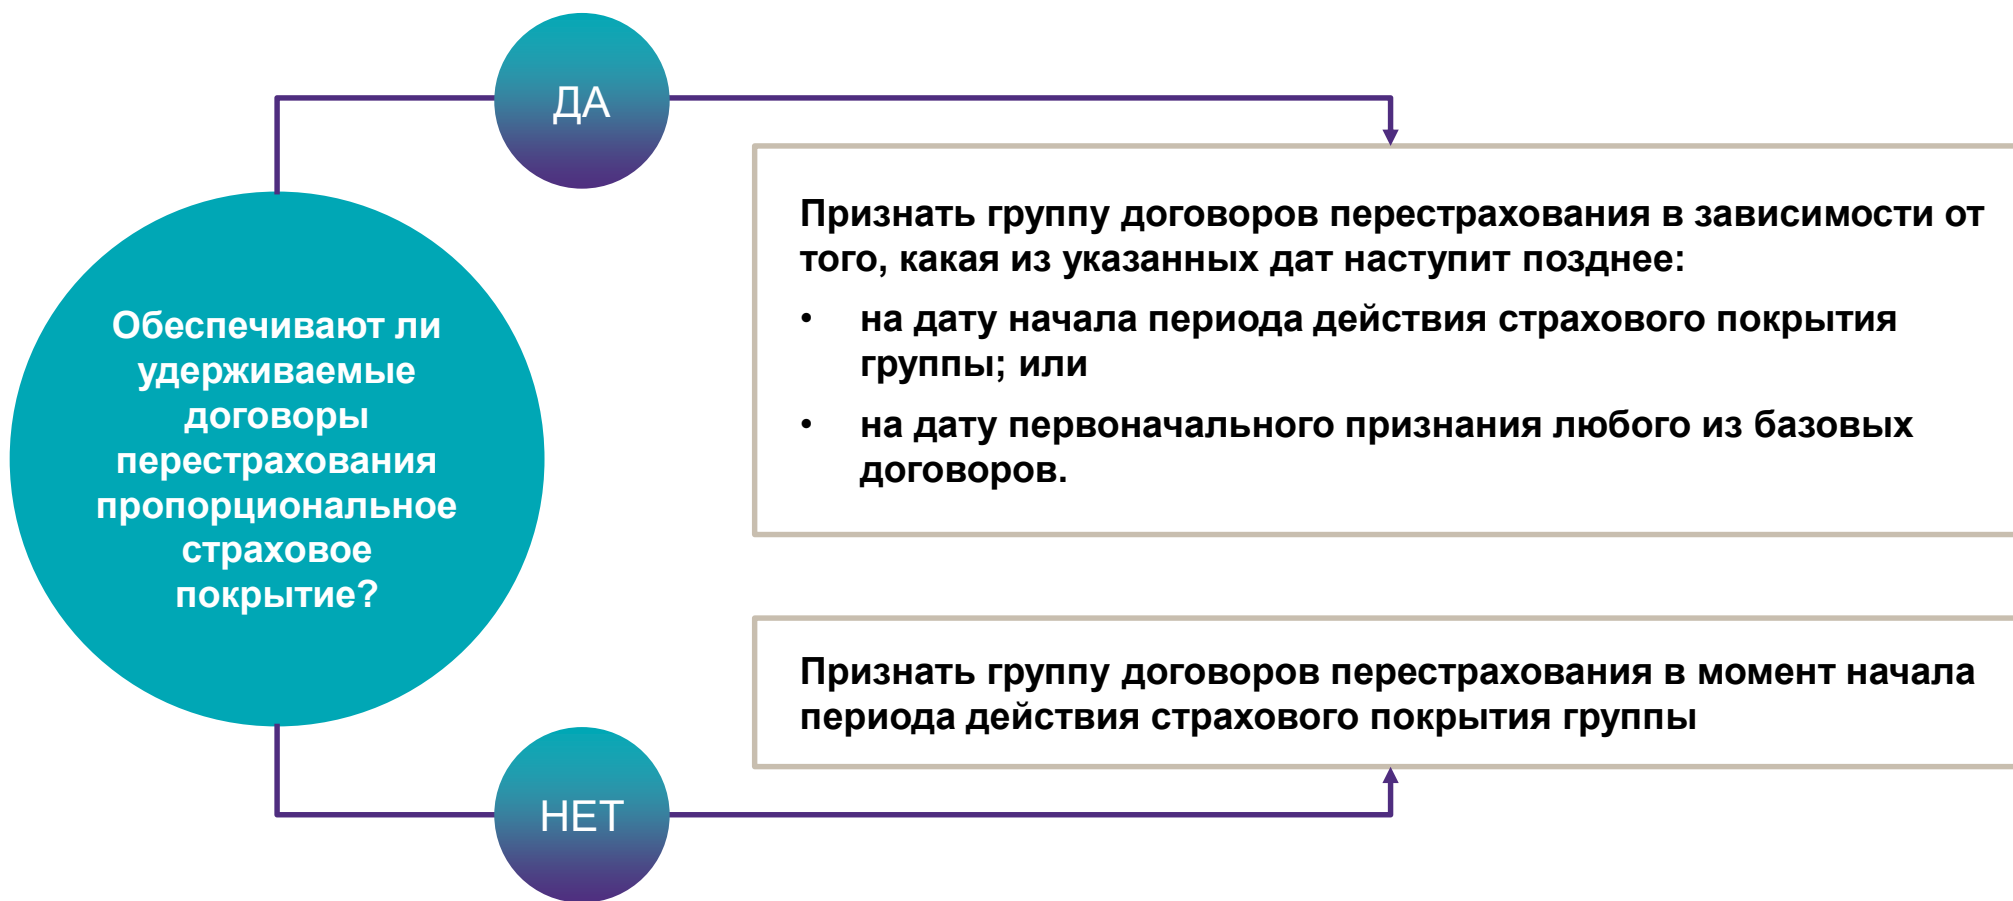 ДА
Обеспечивают ли
удерживаемые
договоры
перестрахования
пропорциональное
страховое
покрытие?
Признать группу договоров перестрахования в зависимости от
того, какая из указанных дат наступит позднее:
• на дату начала периода действия страхового покрытия
группы; или
• на дату первоначального признания любого из базовых
договоров.
Признать группу договоров перестрахования в момент начала
периода действия страхового покрытия группы
НЕТ